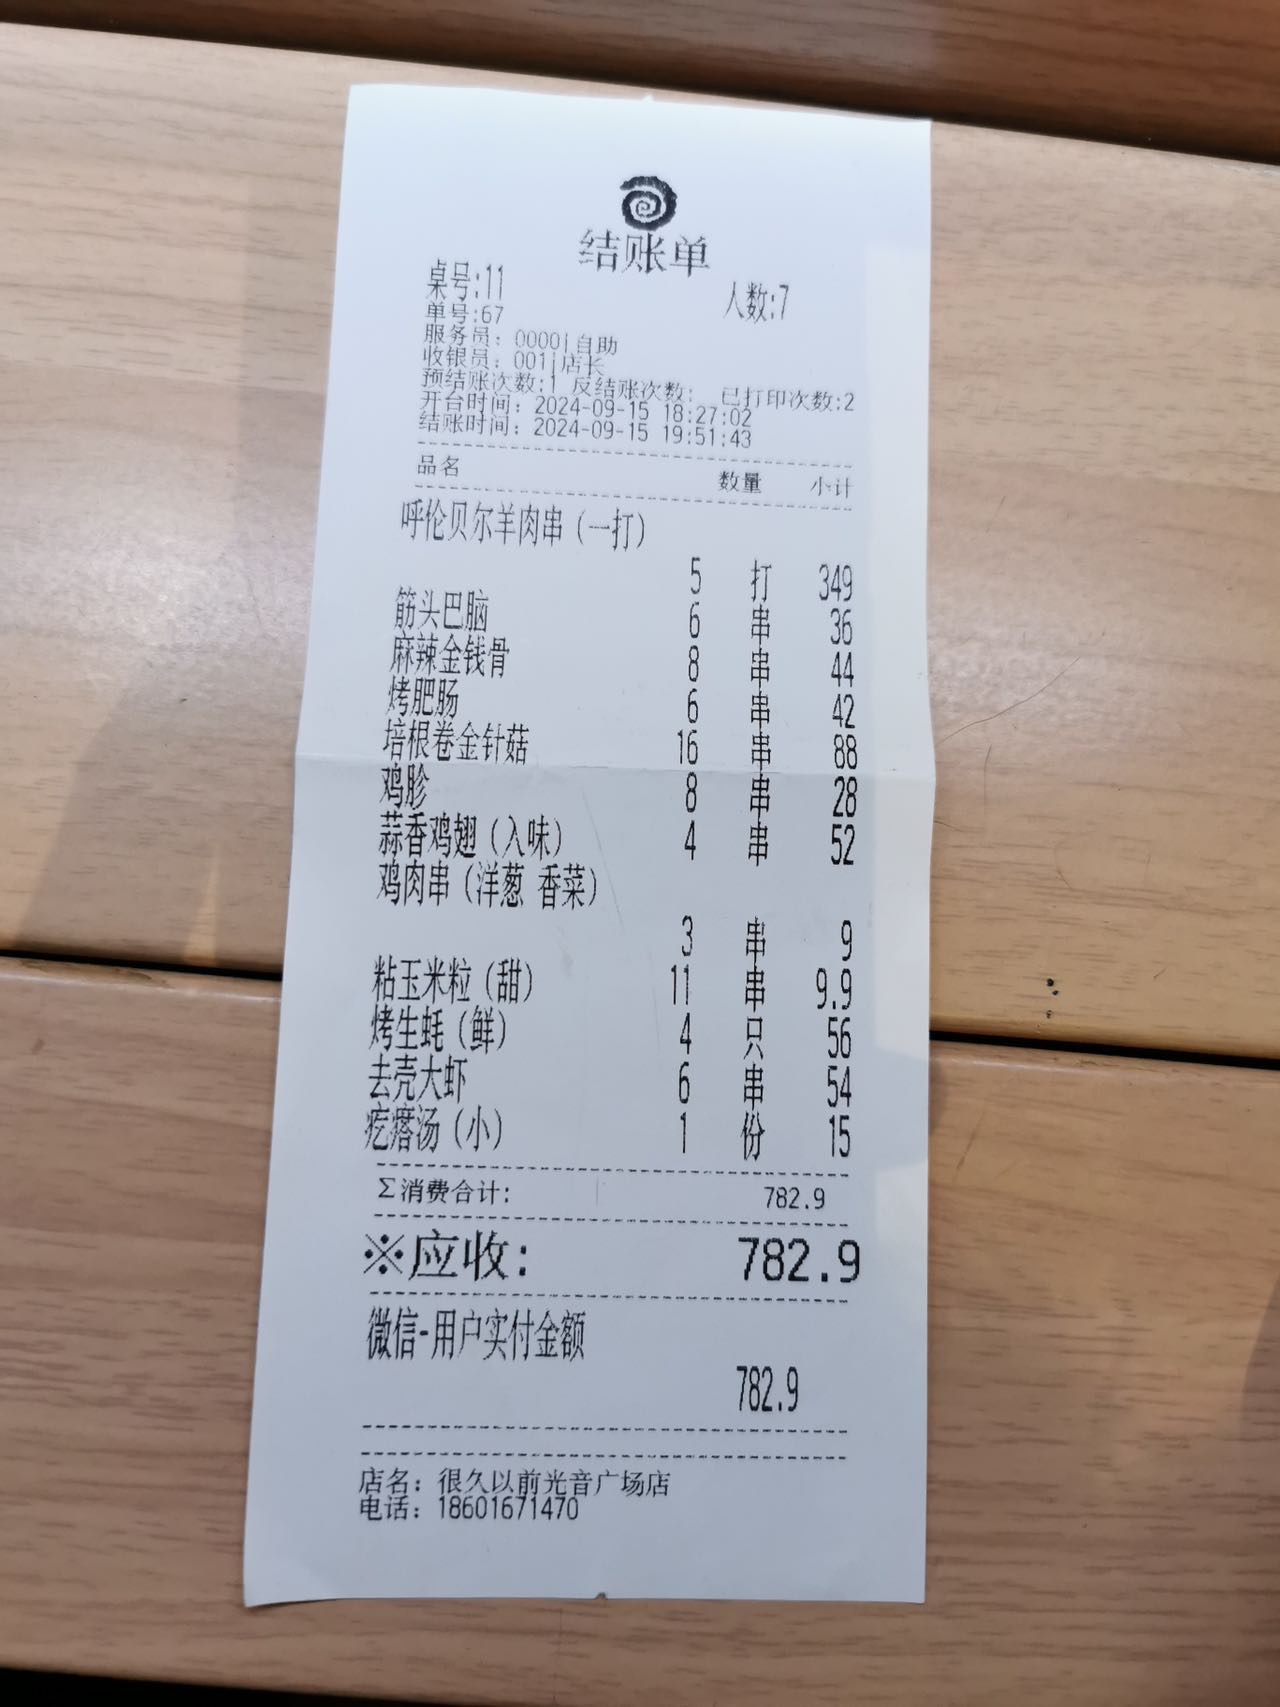 结账单
桌号:11 人数:7
单号:67
服务员: 0000|自助
收银员: 001|店长
预结账次数:1 反结账次数: 已打印次数:2
开台时间: 2024-09-15 18:27:02
结账时间: 2024-09-15 19:51:43
品名 数量 小计
呼伦贝尔羊肉串(一打)
5 打 349
筋头巴脑 6 串 36
麻辣金钱骨 8 串 44
烤肥肠 6 串 42
培根卷金针菇 16 串 88
鸡胗 8 串 28
蒜香鸡翅(入味) 4 串 52
鸡肉串(洋葱 香菜)
3 串 9
粘玉米粒(甜) 11 串 9.9
烤生蚝(鲜) 4 只 56
去壳大虾 6 串 54
疙瘩汤(小) 1 份 15
Σ消费合计: 782.9
※应收: 782.9
微信-用户实付金额
782.9
店名: 很久以前光音广场店
电话: 18601671470